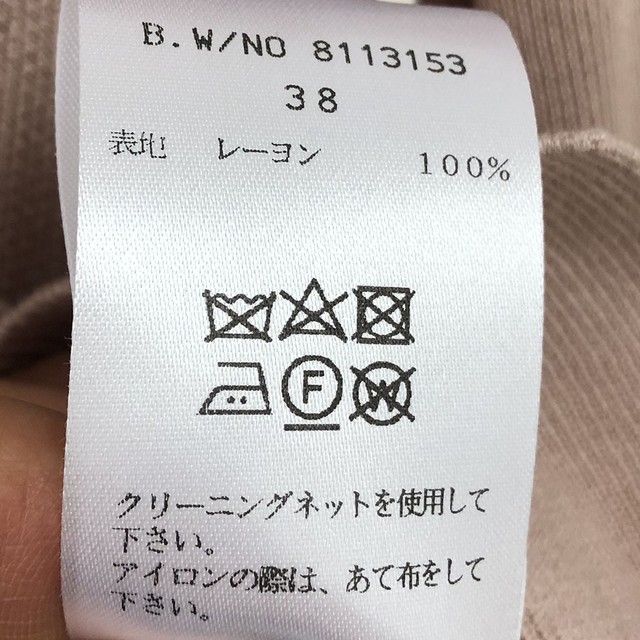 B.W/NO 8113153
38
表地 レーヨン 100%
F
W
クリーニングネットを使用して
下さい。
アイロンの際は、あて布をして
下さい。